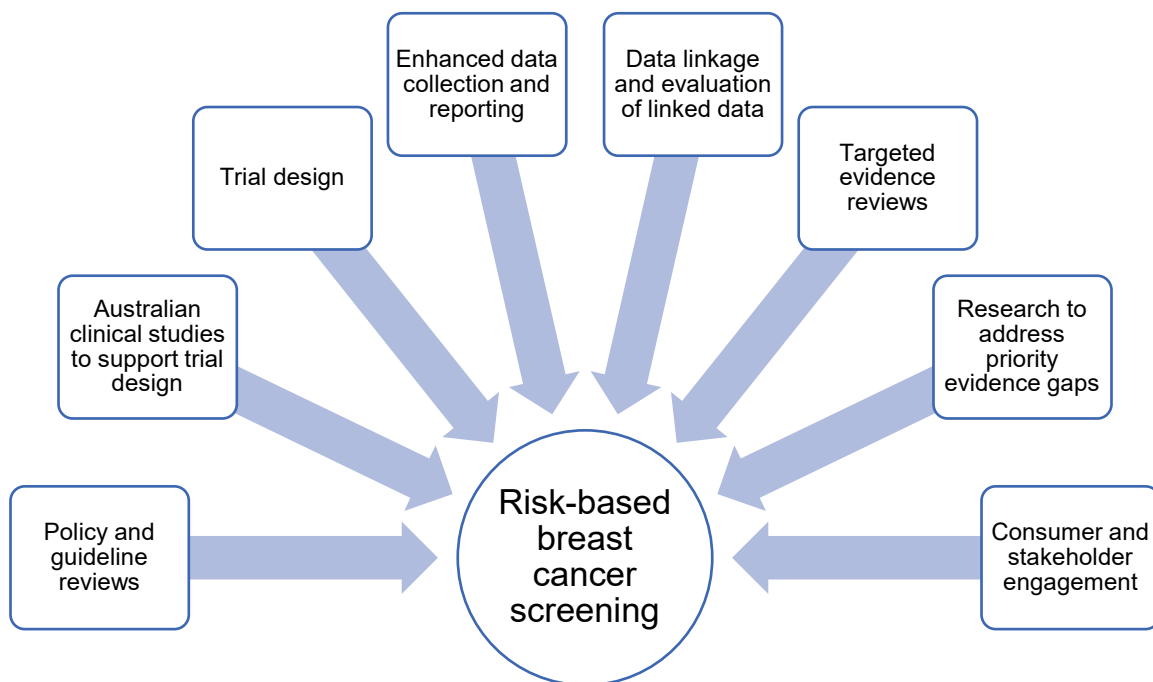 Enhanced data
collection and
reporting
Data linkage
and evaluation
of linked data
Trial design
Targeted
evidence
reviews
Australian
clinical studies
to support trial
design
Research to
address
priority
evidence gaps
Policy and
guideline
reviews
Risk-based
breast
cancer
screening
Consumer and
stakeholder
engagement